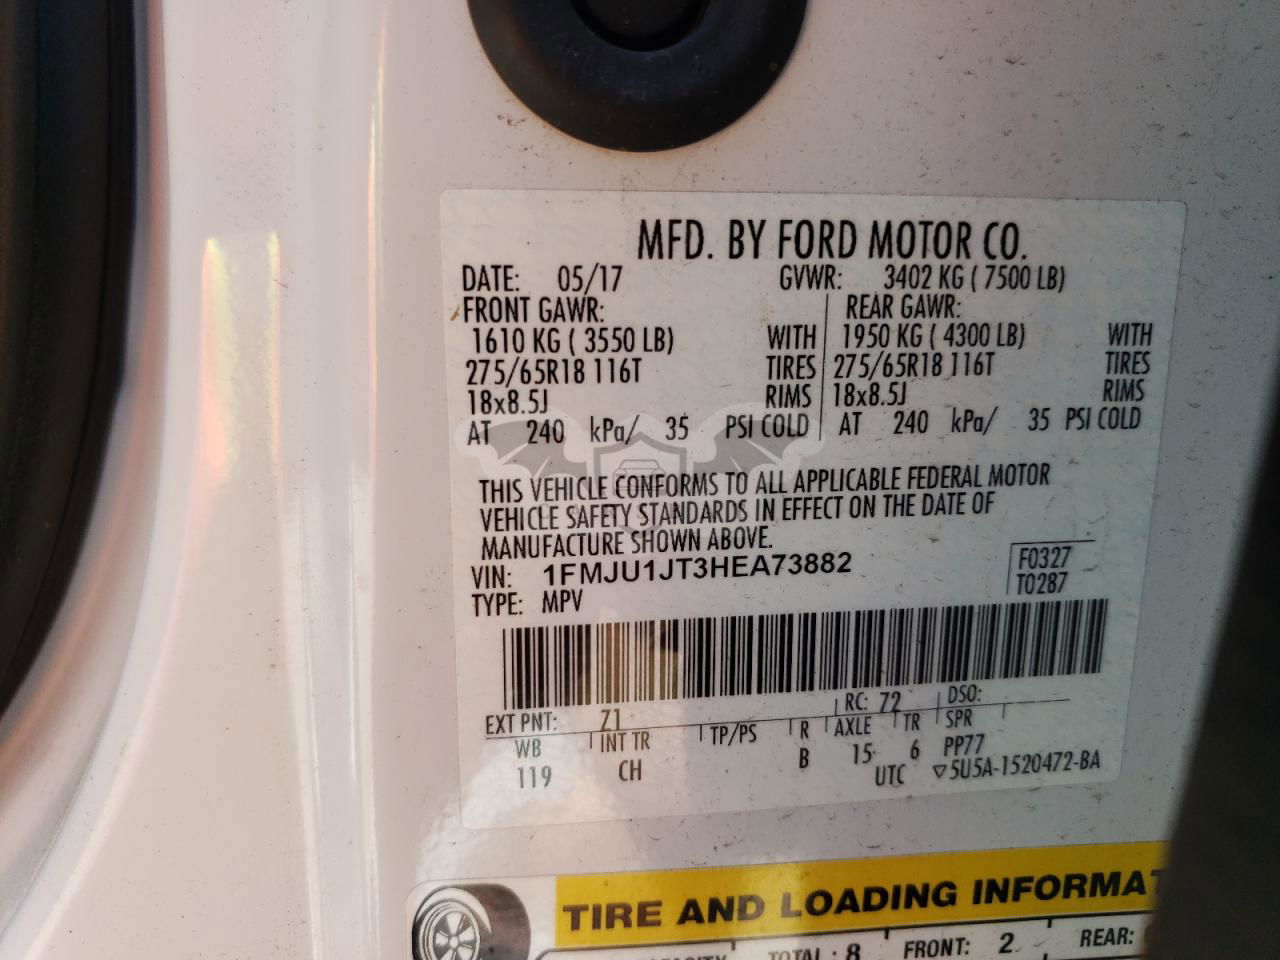 MFD. BY FORD MOTOR CO.
DATE: 05/17 GVWR: 3402 KG ( 7500 LB)
FRONT GAWR: REAR GAWR:
1610 KG ( 3550 LB) WITH 1950 KG ( 4300 LB) WITH
275/65R18 116T TIRES 275/65R18 116T TIRES
18x8.5J RIMS 18x8.5J RIMS
AT 240 kPa/ 35 PSI COLD AT 240 kPa/ 35 PSI COLD
THIS VEHICLE CONFORMS TO ALL APPLICABLE FEDERAL MOTOR
VEHICLE SAFETY STANDARDS IN EFFECT ON THE DATE OF
MANUFACTURE SHOWN ABOVE.
VIN: 1FMJU1JT3HEA73882 F0327
TYPE: MPV T0287
EXT PNT: Z1 RC: 72 DSO:
WB INT TR TP/PS R AXLE TR SPR
119 CH B 15 6 PP77
UTC ▽5U5A-1520472-BA
TIRE AND LOADING INFORMAT
TOTAL: 8 FRONT: 2 REAR: